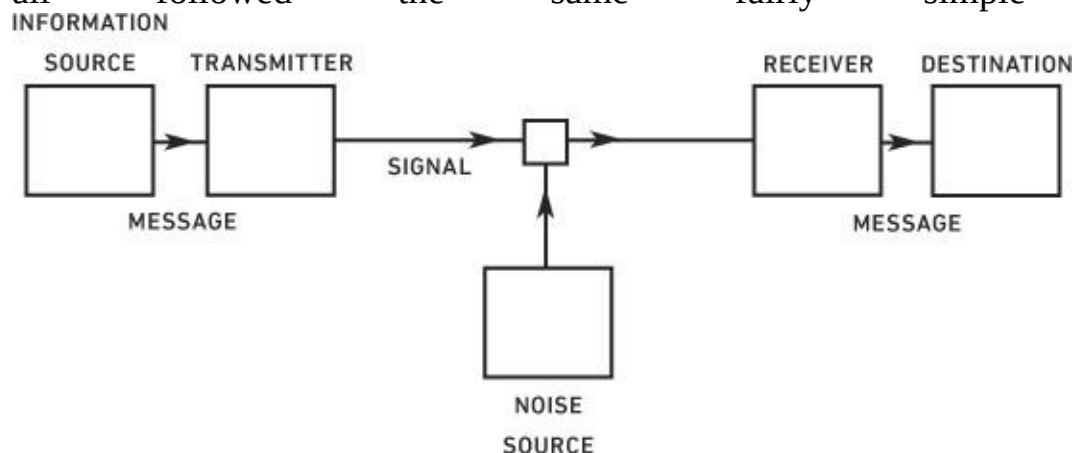 all followed the same fairly simple
INFORMATION
SOURCE TRANSMITTER RECEIVER DESTINATION
SIGNAL
MESSAGE MESSAGE
NOISE
SOURCE